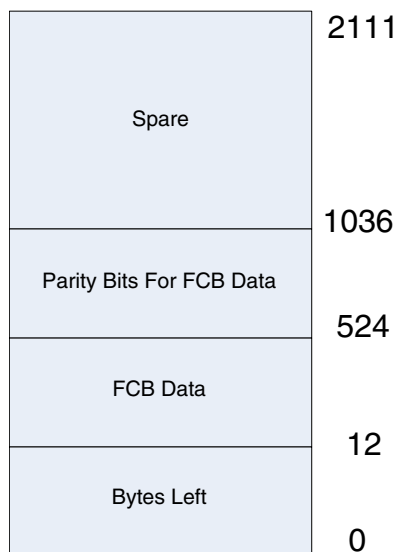 2111
Spare
1036
Parity Bits For FCB Data
524
FCB Data
12
Bytes Left
0